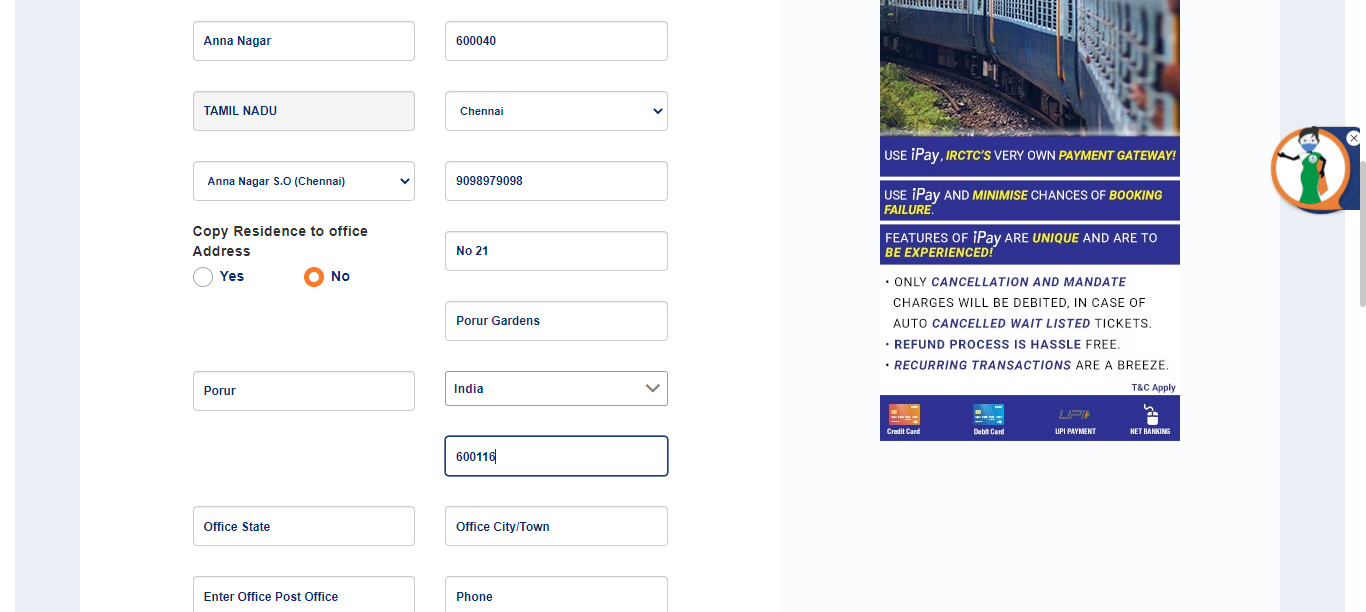 Anna Nagar
600040
TAMIL NADU
Chennai
Anna Nagar S.O (Chennai)
9098979098
Copy Residence to office
Address
Yes
No
No 21
Porur Gardens
Porur
India
600116
Office State
Office City/Town
Enter Office Post Office
Phone
USE iPay, IRCTC'S VERY OWN PAYMENT GATEWAY!
USE iPay AND MINIMISE CHANCES OF BOOKING
FAILURE.
FEATURES OF iPay ARE UNIQUE AND ARE TO
BE EXPERIENCED!
• ONLY CANCELLATION AND MANDATE
CHARGES WILL BE DEBITED, IN CASE OF
AUTO CANCELLED WAIT LISTED TICKETS.
• REFUND PROCESS IS HASSLE FREE.
• RECURRING TRANSACTIONS ARE A BREEZE.
T&C Apply
Credit Card
Debit Card
UPI
UPI PAYMENT
NET BANKING